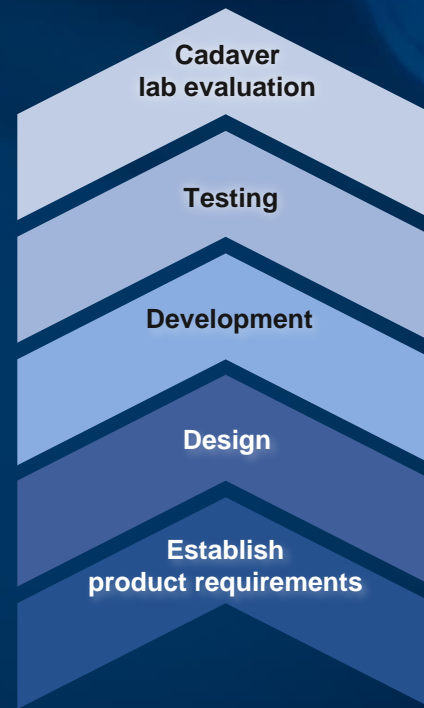 Cadaver
lab evaluation
Testing
Development
Design
Establish
product requirements